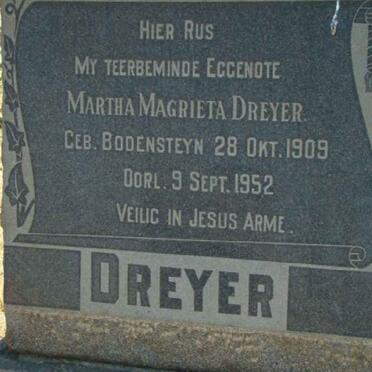 HIER RUS
MY TEERBEMINDE EGGENOTE
MARTHA MAGRIETA DREYER.
GEB. BODENSTEYN 28 OKT. 1909
OORL. 9 SEPT. 1952
VEILIG IN JESUS ARME.
DREYER